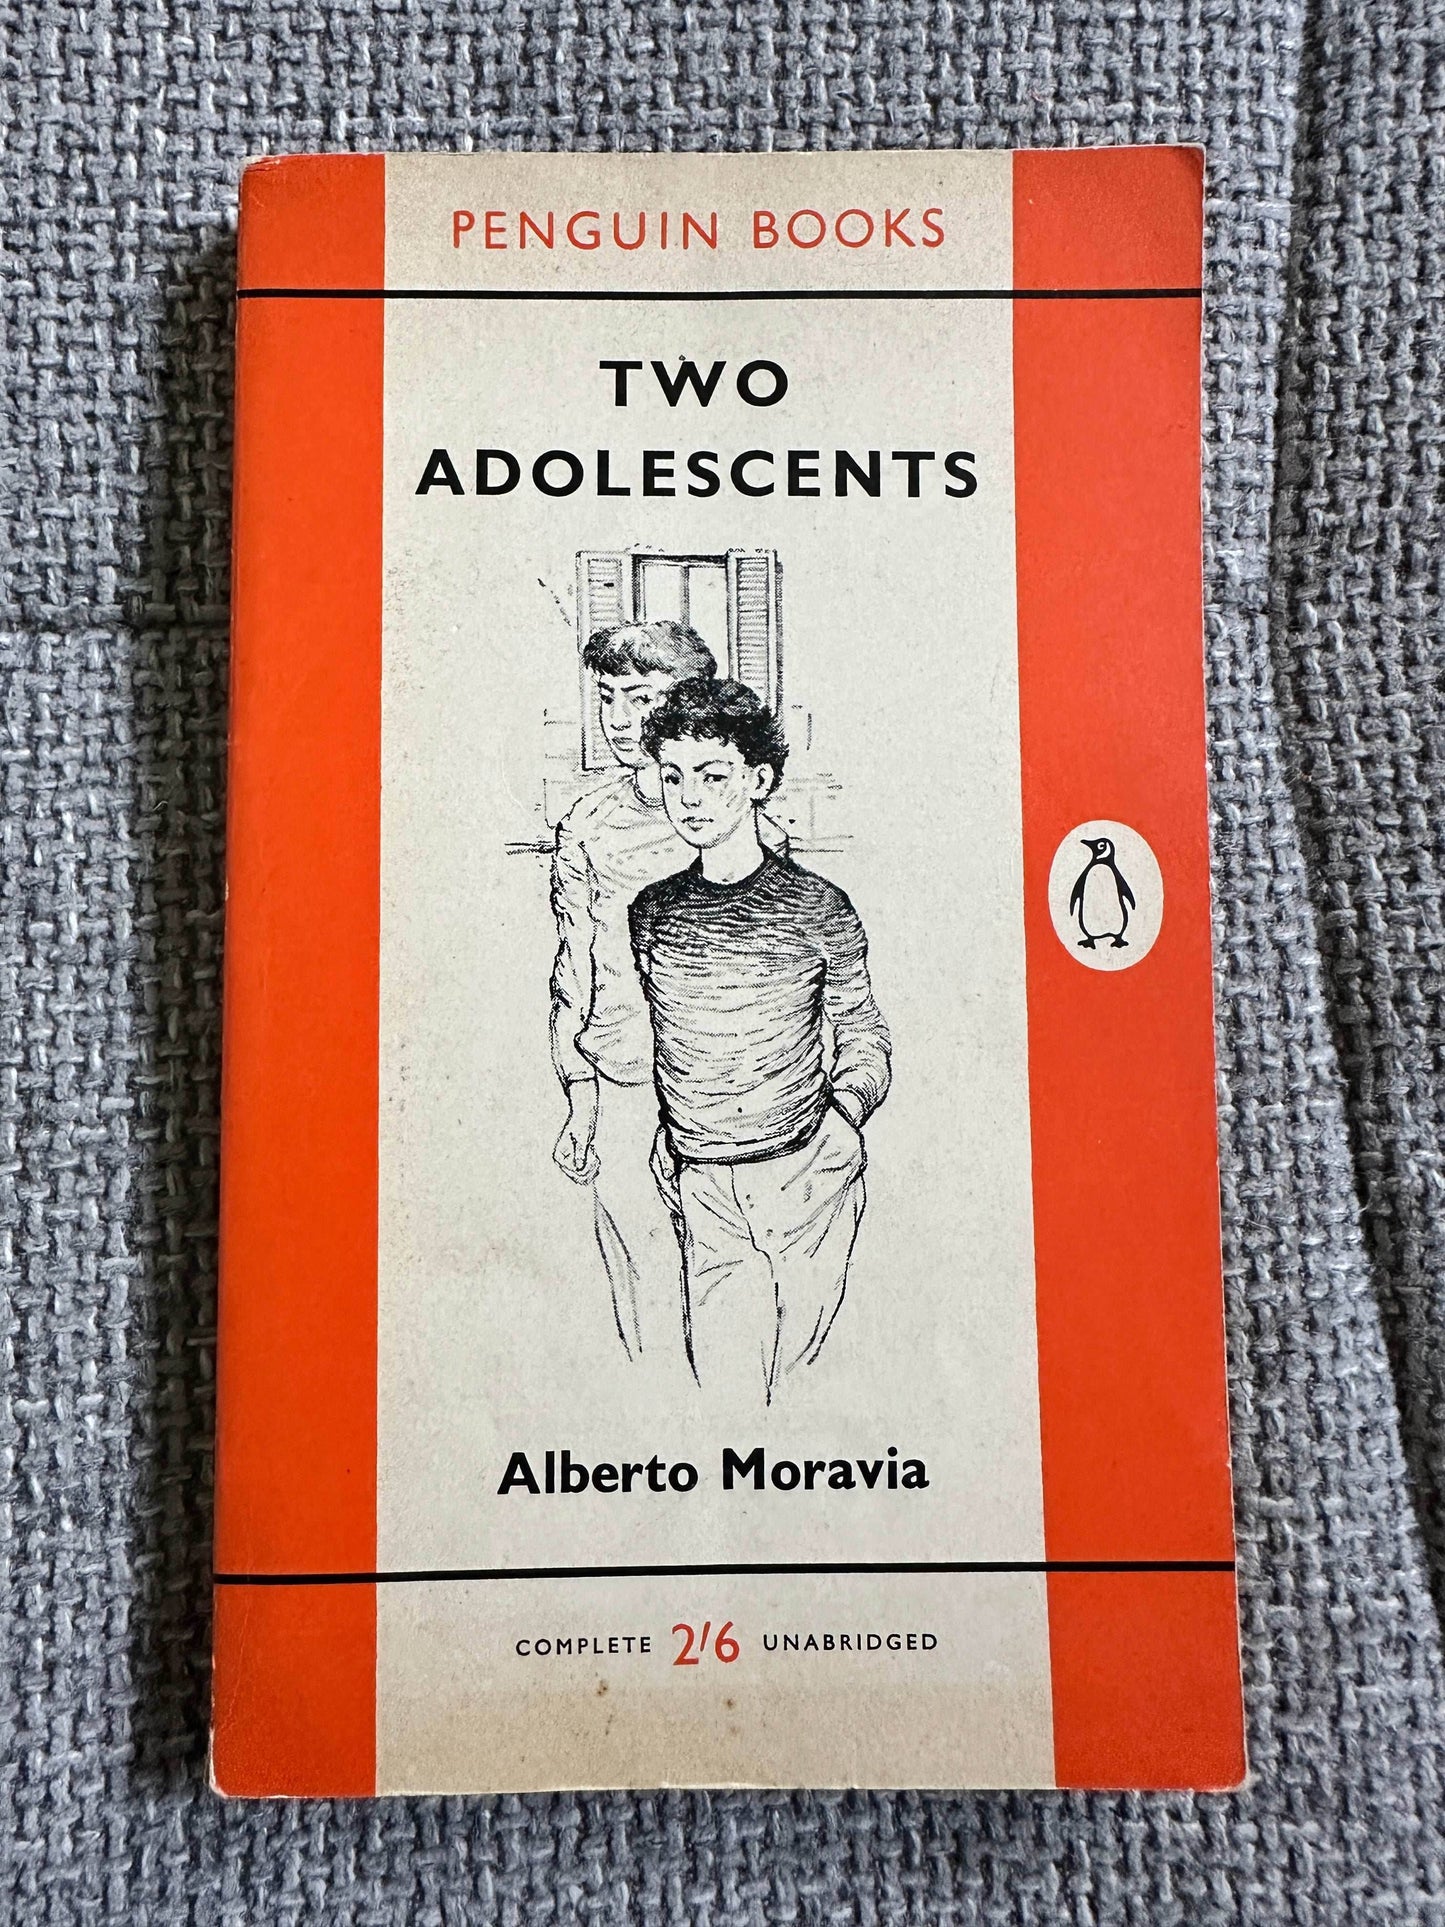 PENGUIN BOOKS
TWO
ADOLESCENTS
Alberto Moravia
COMPLETE 2'6 UNABRIDGED